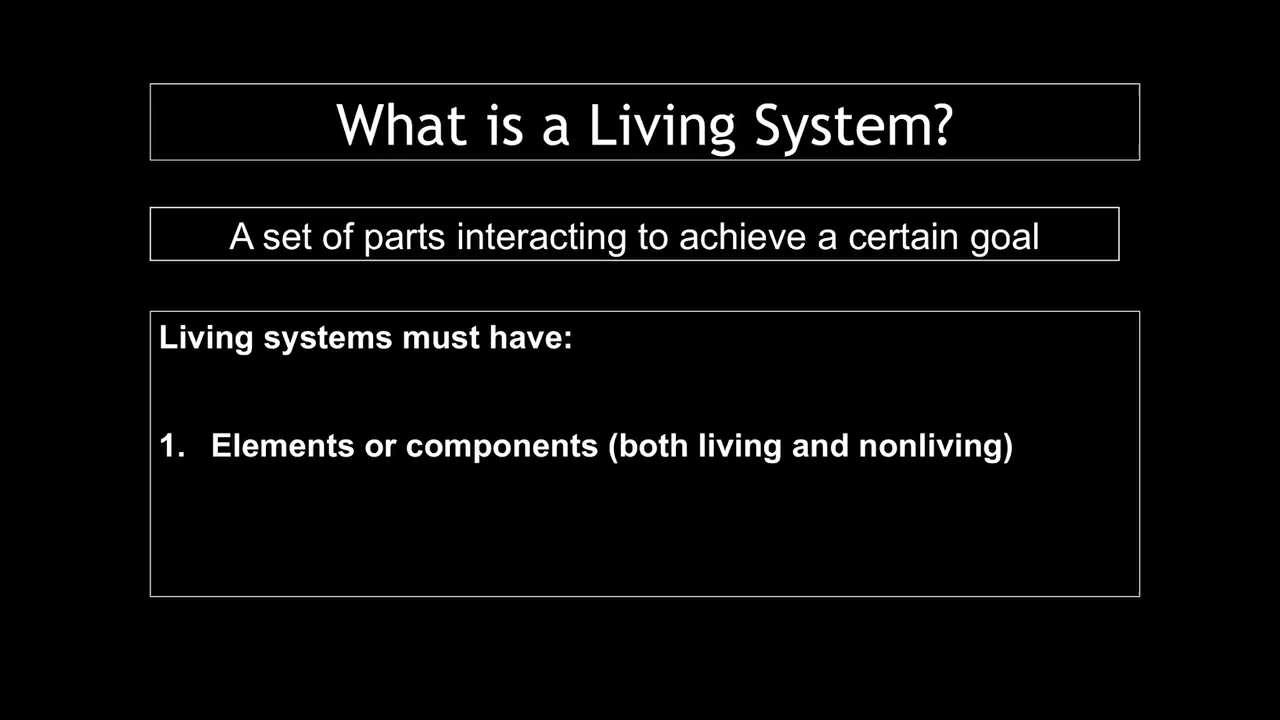 What is a Living System?
A set of parts interacting to achieve a certain goal
Living systems must have:
1. Elements or components (both living and nonliving)